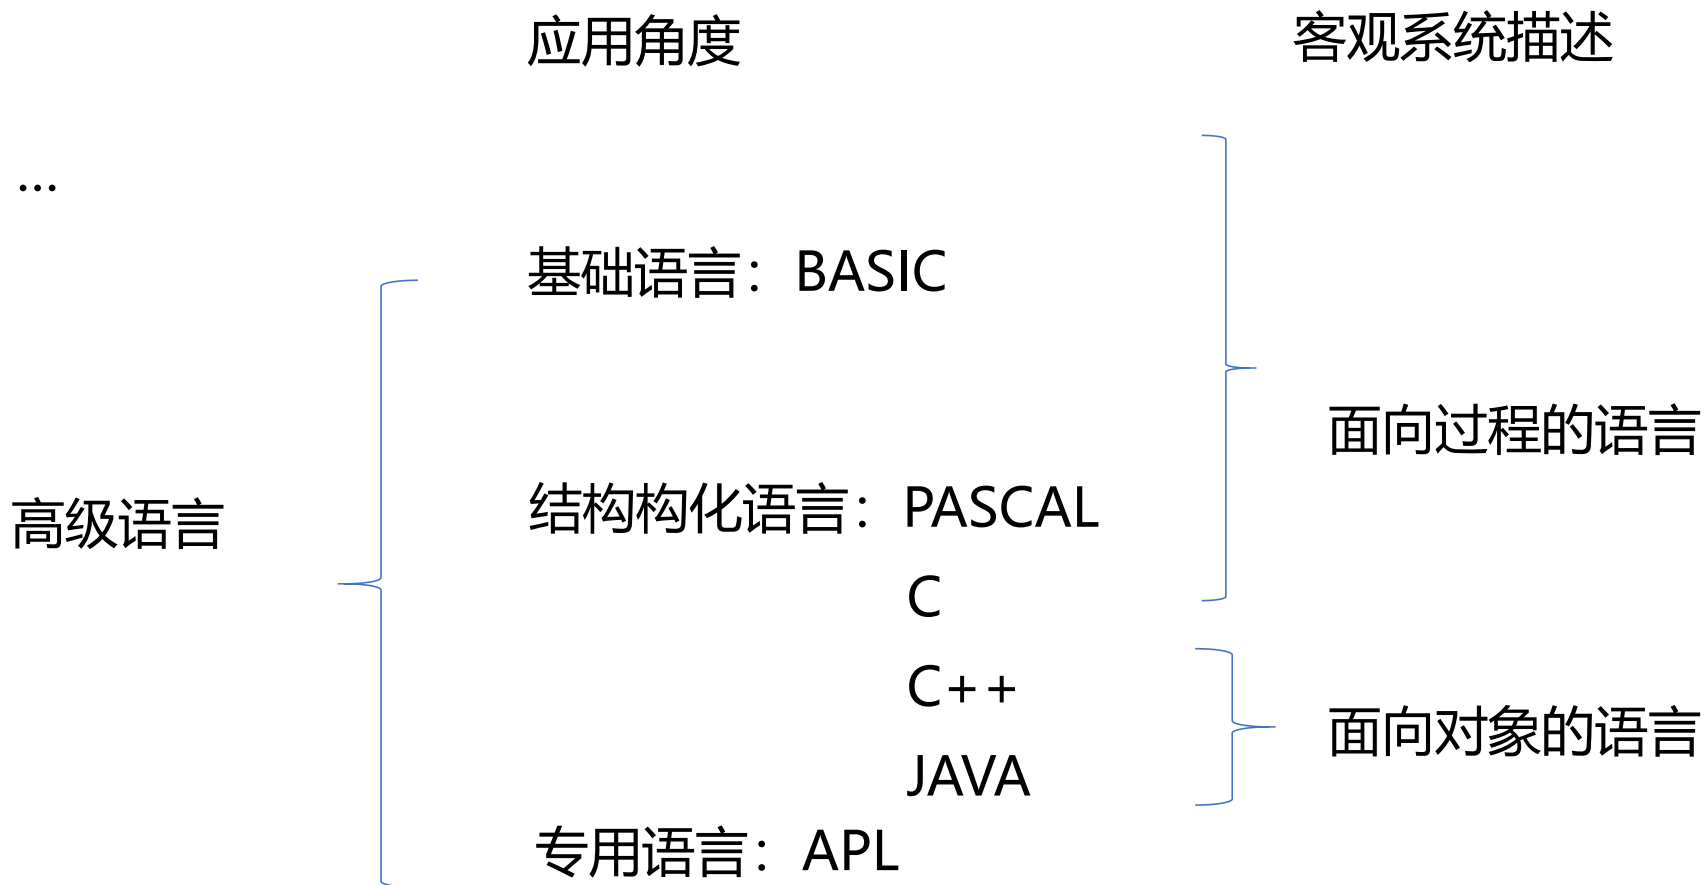 应用角度
客观系统描述
...
基础语言：BASIC
面向过程的语言
结构构化语言：PASCAL
高级语言
C
C++
面向对象的语言
JAVA
专用语言：APL